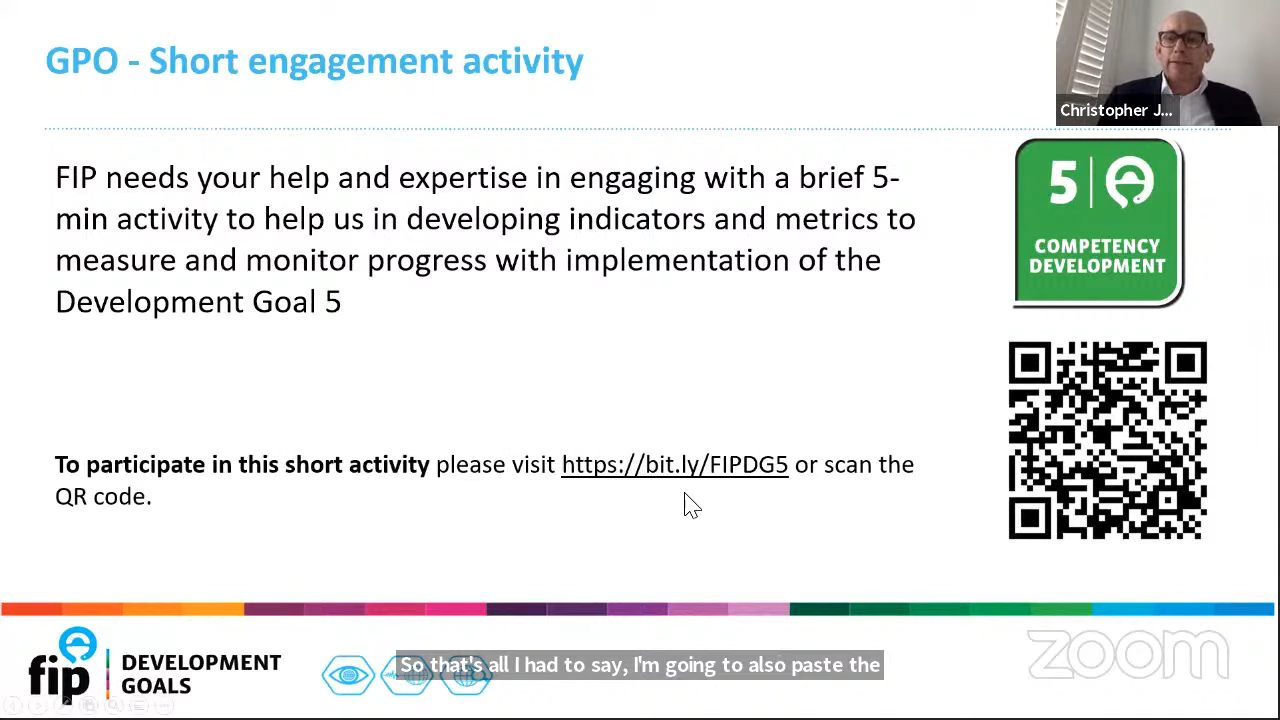 GPO - Short engagement activity
Christopher J...
FIP needs your help and expertise in engaging with a brief 5-
min activity to help us in developing indicators and metrics to
measure and monitor progress with implementation of the
Development Goal 5
5
COMPETENCY
DEVELOPMENT
To participate in this short activity please visit https://bit.ly/FIPDG5 or scan the
QR code.
fip
DEVELOPMENT
GOALS
So that's all I had to say, I'm going to also paste the
zoom